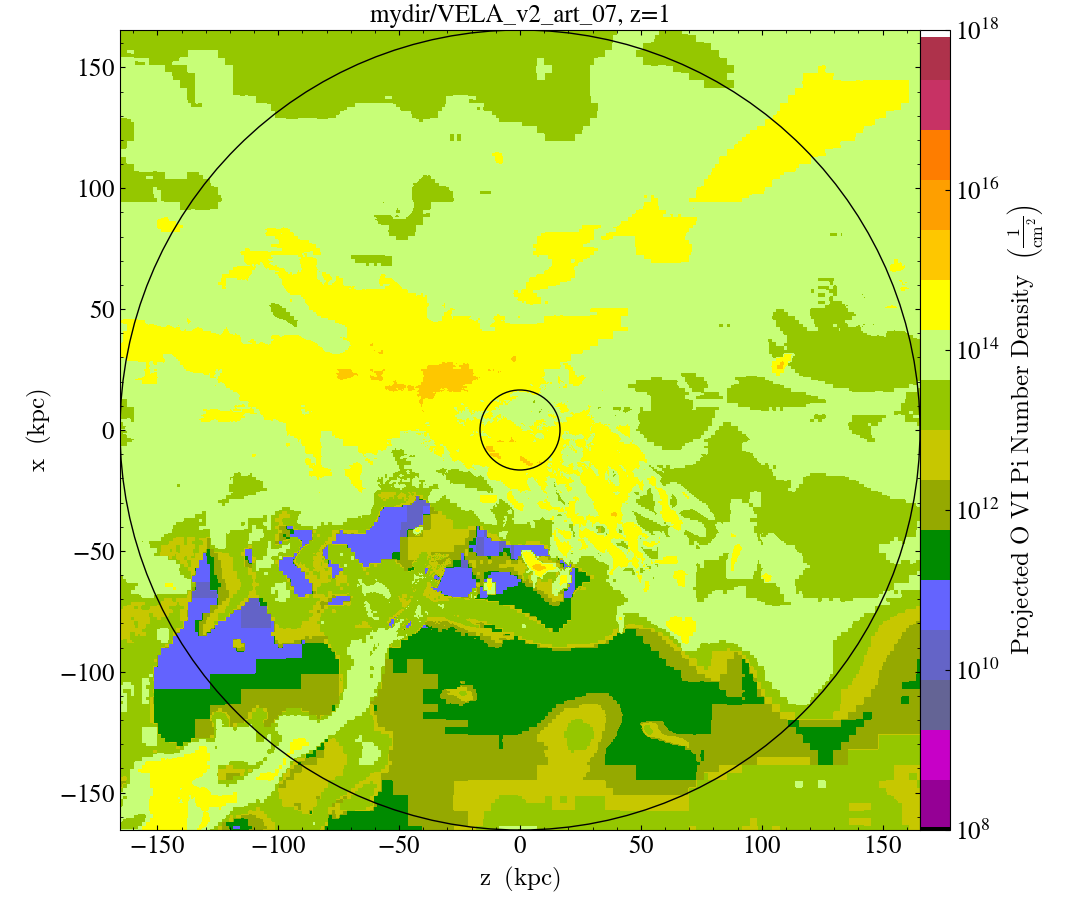 mydir/VELA_v2_art_07, z=1
150
100
50
0
−50
−100
−150
x (kpc)
−150 −100 −50 0 50 100 150
z (kpc)
10^18
10^16
10^14
10^12
10^10
10^8
Projected O VI Pi Number Density (1/cm^2)